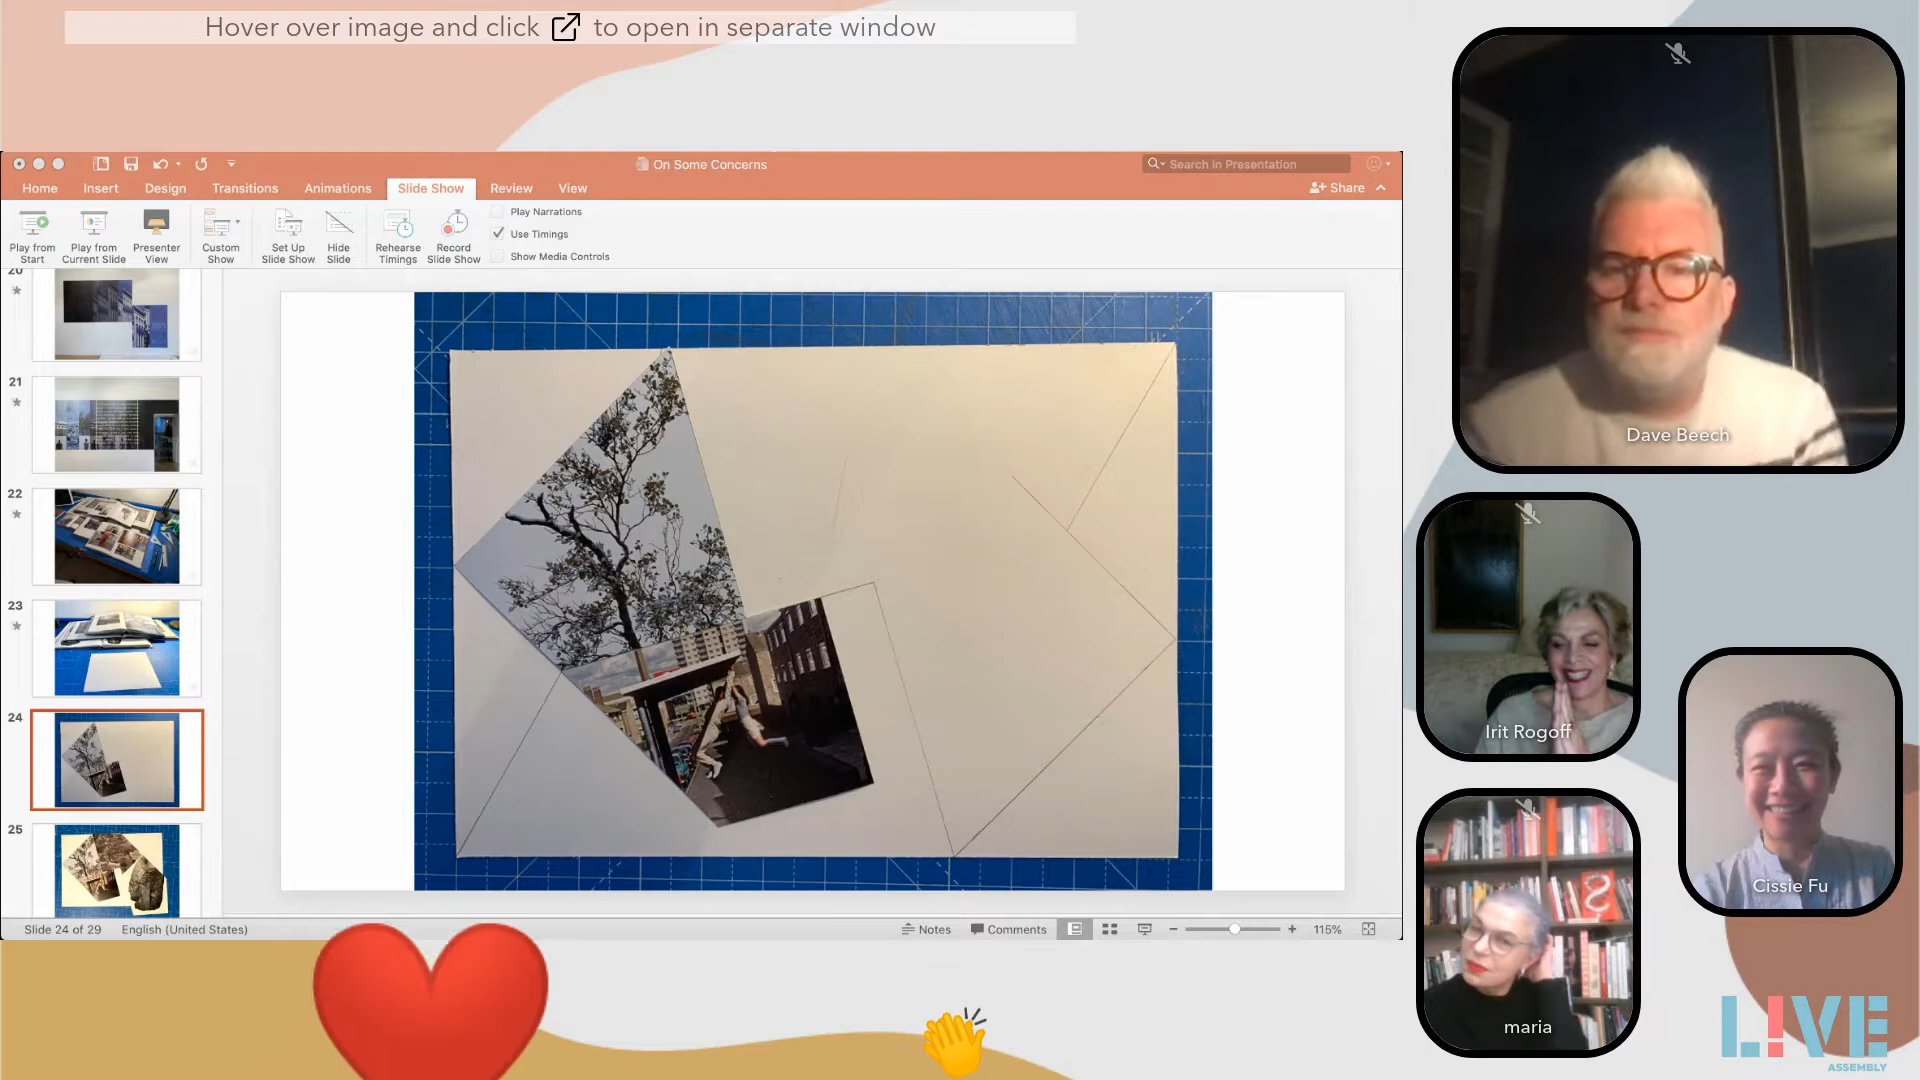 Hover over image and click to open in separate window
On Some Concerns
Search in Presentation
Home Insert Design Transitions Animations Slide Show Review View
Share
Play from Start
Play from Current Slide
Presenter View
Custom Show
Set Up Slide Show
Hide Slide
Rehearse Timings
Record Slide Show
Play Narrations
Use Timings
Show Media Controls
20
21
22
23
24
25
Slide 24 of 29
English (United States)
Notes
Comments
115%
Dave Beech
Irit Rogoff
Cissie Fu
maria
L!VE
ASSEMBLY